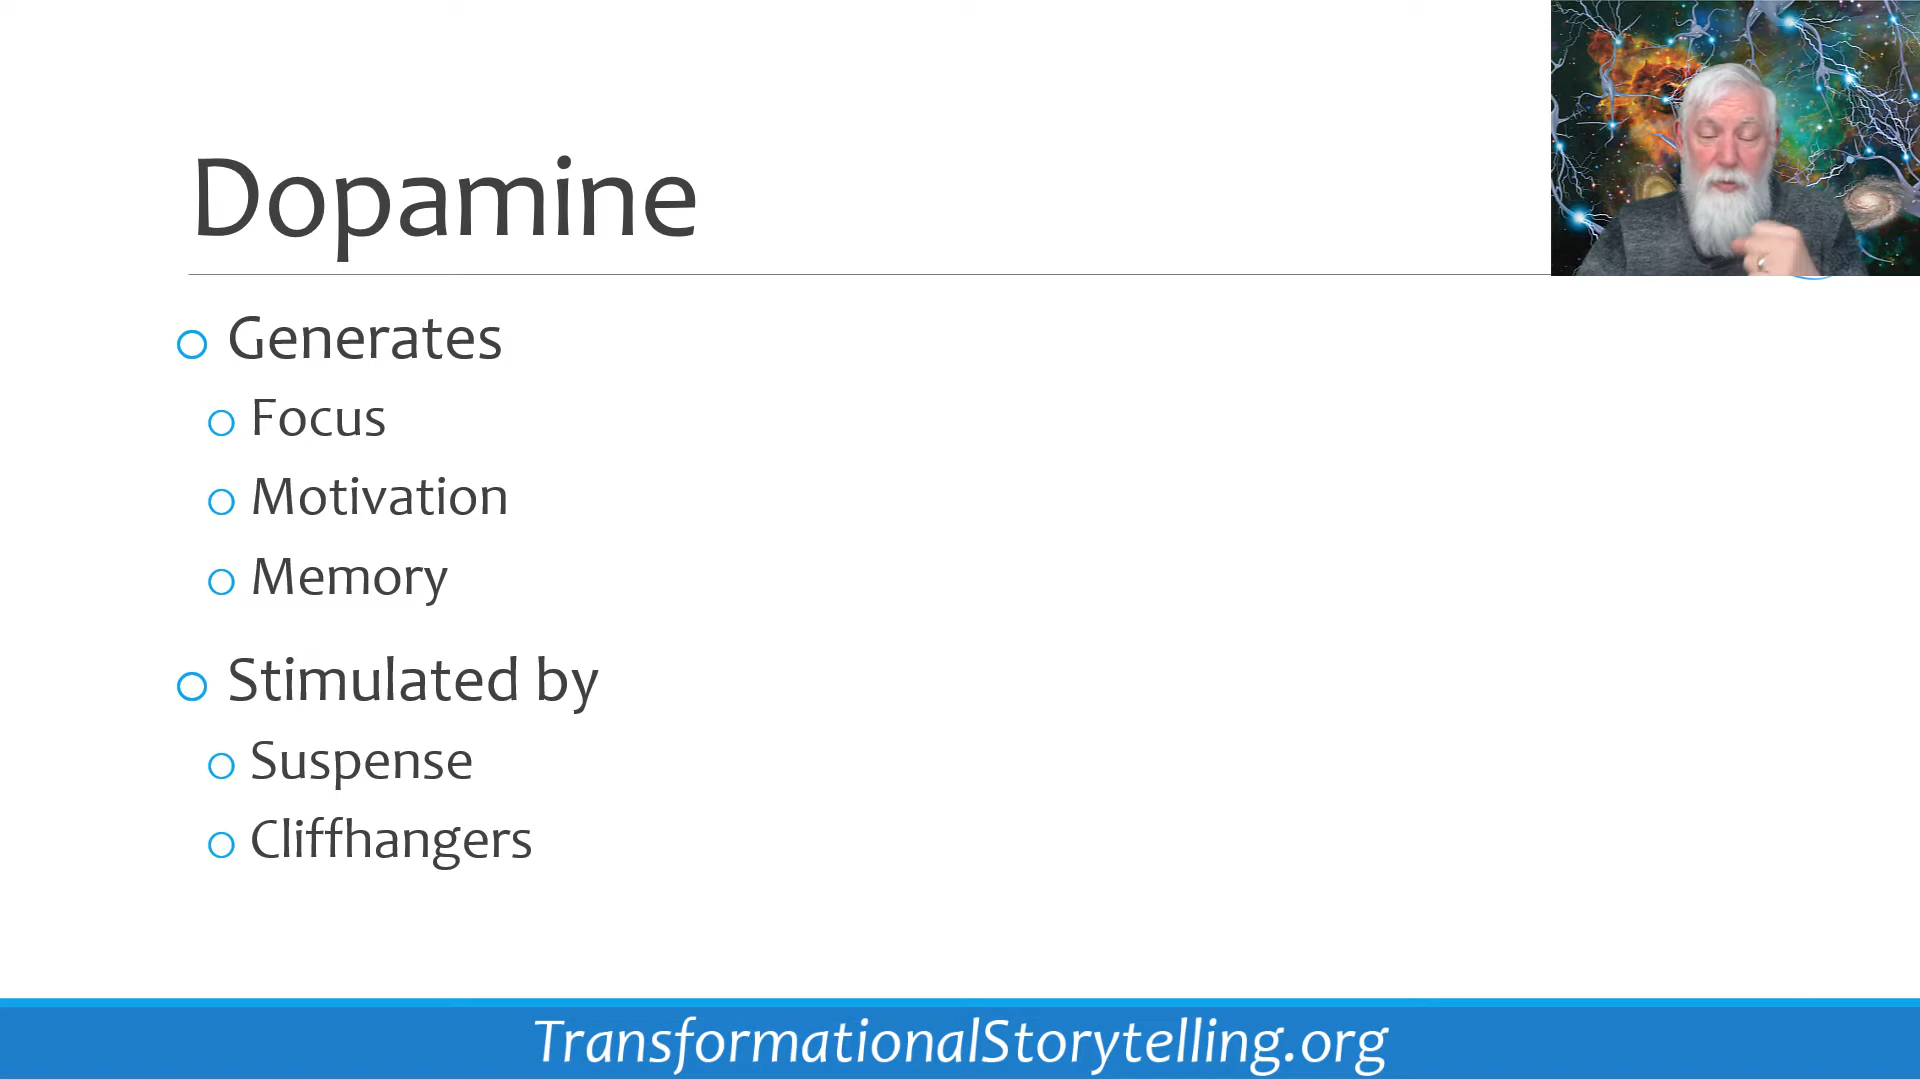 Dopamine
Generates
Focus
Motivation
Memory
Stimulated by
Suspense
Cliffhangers
TransformationalStorytelling.org